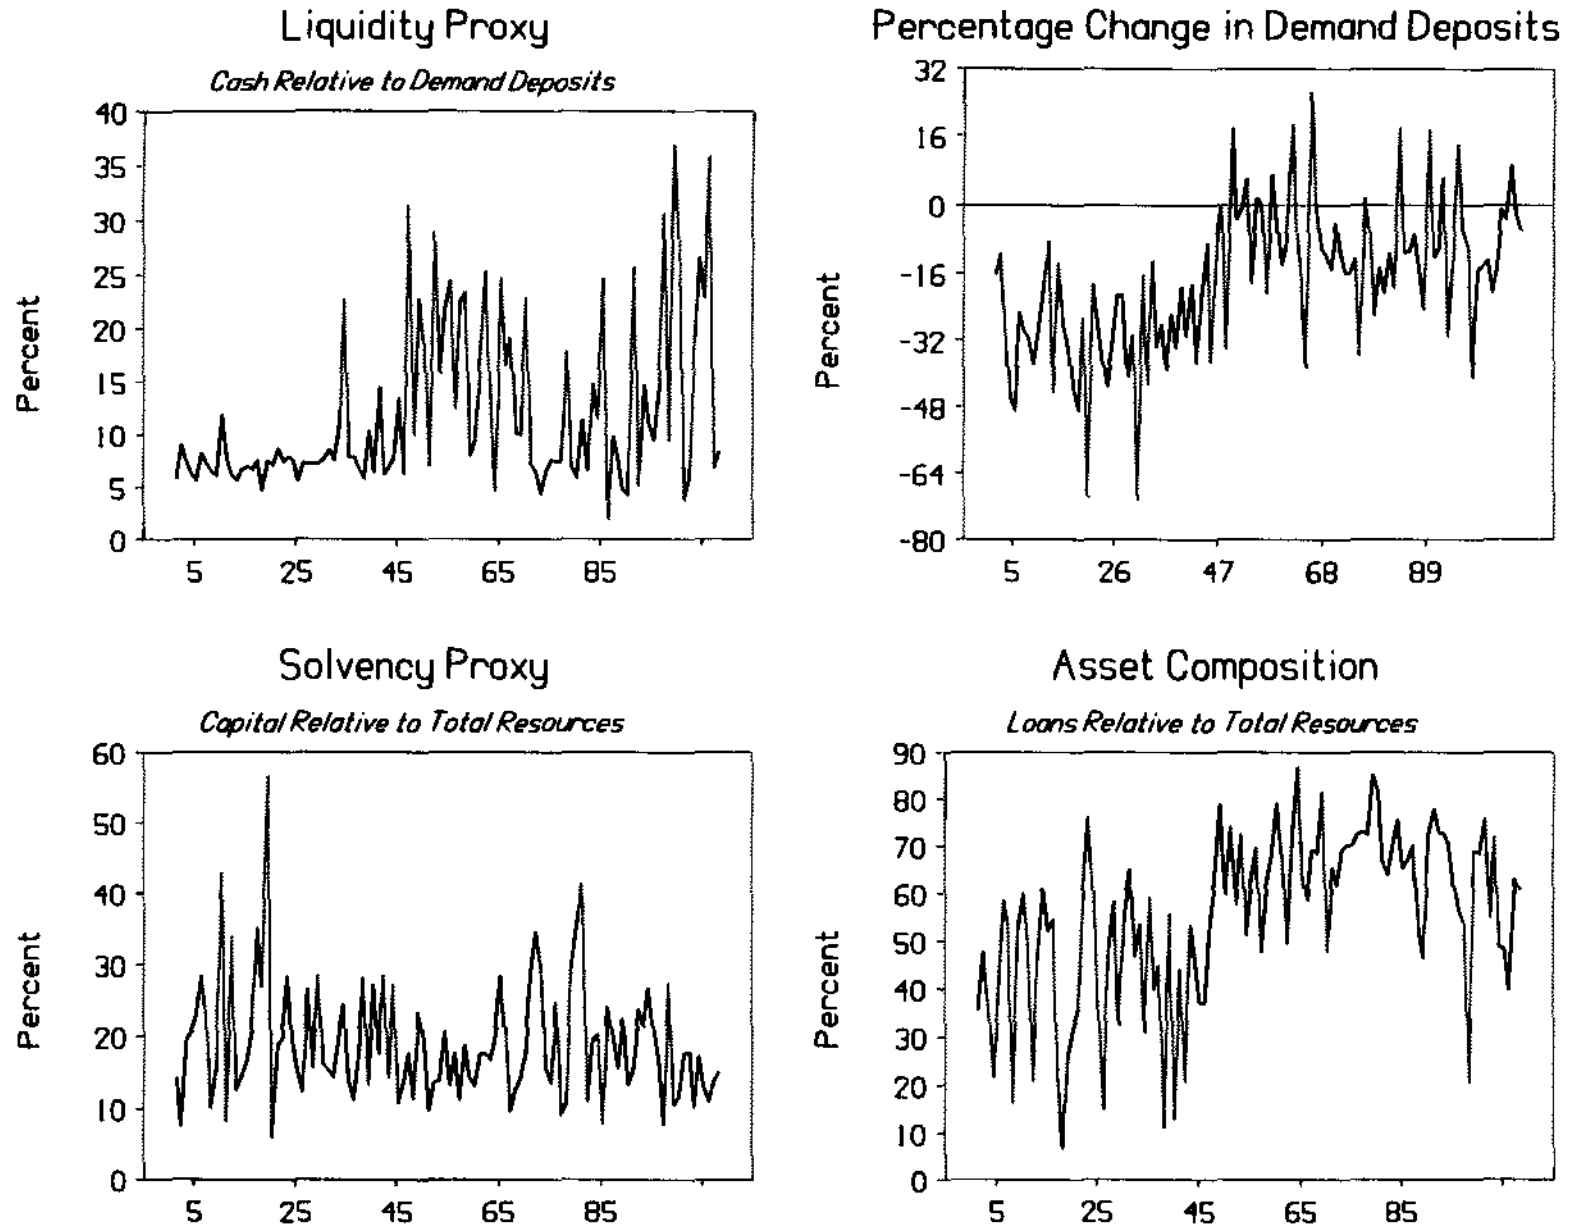 Liquidity Proxy
Cash Relative to Demand Deposits
40
35
30
25
20
15
10
5
0
Percent
5 25 45 65 85
Percentage Change in Demand Deposits
32
16
0
-16
-32
-48
-64
-80
Percent
5 26 47 68 89
Solvency Proxy
Capital Relative to Total Resources
60
50
40
30
20
10
0
Percent
5 25 45 65 85
Asset Composition
Loans Relative to Total Resources
90
80
70
60
50
40
30
20
10
0
Percent
5 25 45 65 85